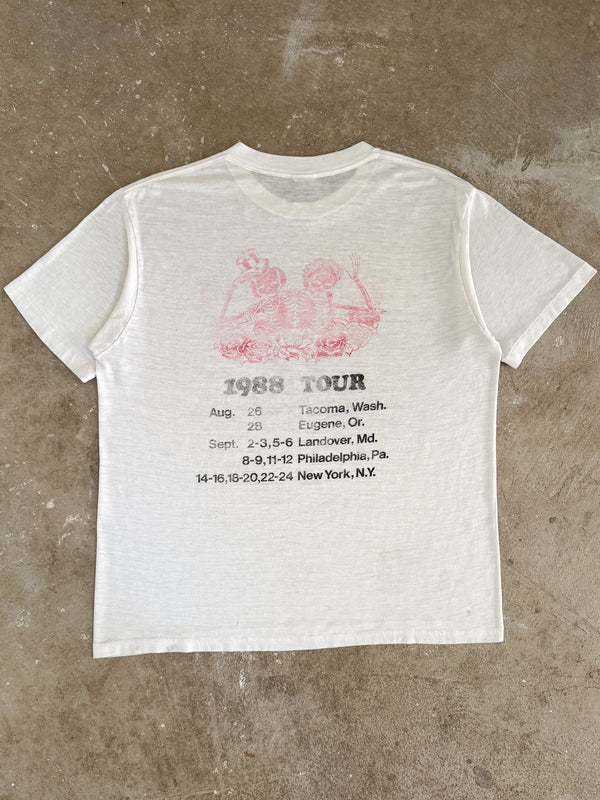 1988 TOUR
Aug. 26 Tacoma, Wash.
28 Eugene, Or.
Sept. 2-3,5-6 Landover, Md.
8-9,11-12 Philadelphia, Pa.
14-16,18-20,22-24 New York, N.Y.